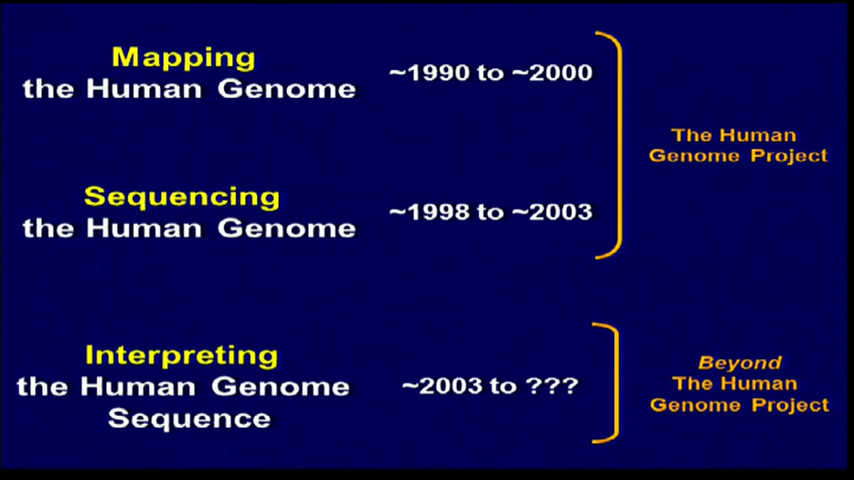 Mapping
the Human Genome
~1990 to ~2000
The Human
Genome Project
Sequencing
the Human Genome
~1998 to ~2003
Interpreting
the Human Genome
Sequence
~2003 to ???
Beyond
The Human
Genome Project